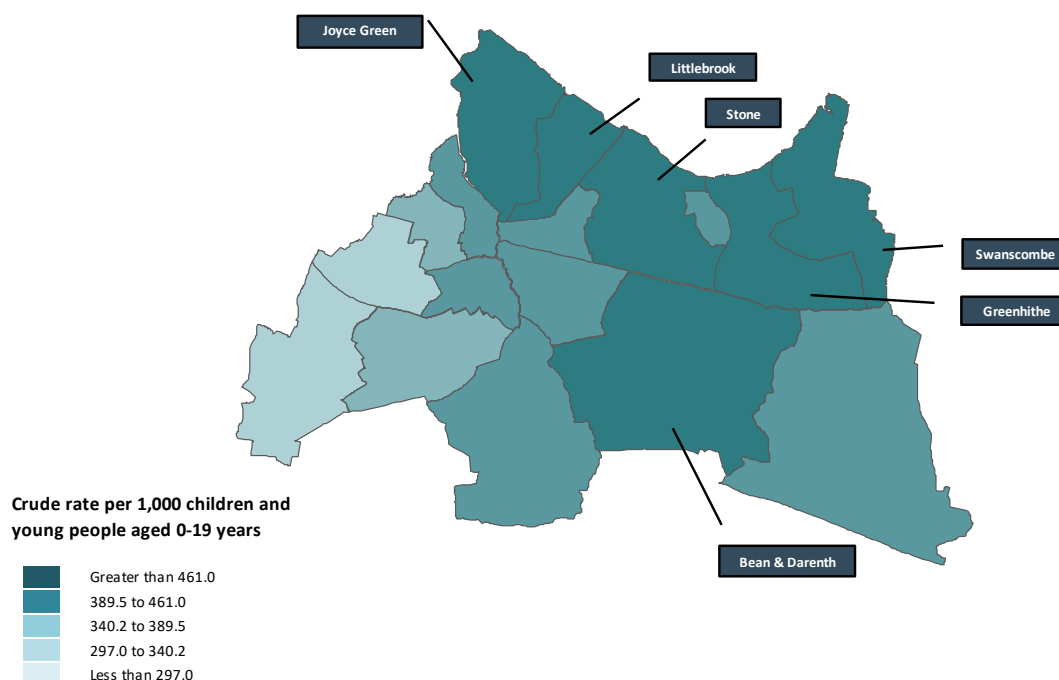 Joyce Green
Littlebrook
Stone
Swanscombe
Greenhithe
Bean & Darenth
Crude rate per 1,000 children and
young people aged 0-19 years
Greater than 461.0
389.5 to 461.0
340.2 to 389.5
297.0 to 340.2
Less than 297.0